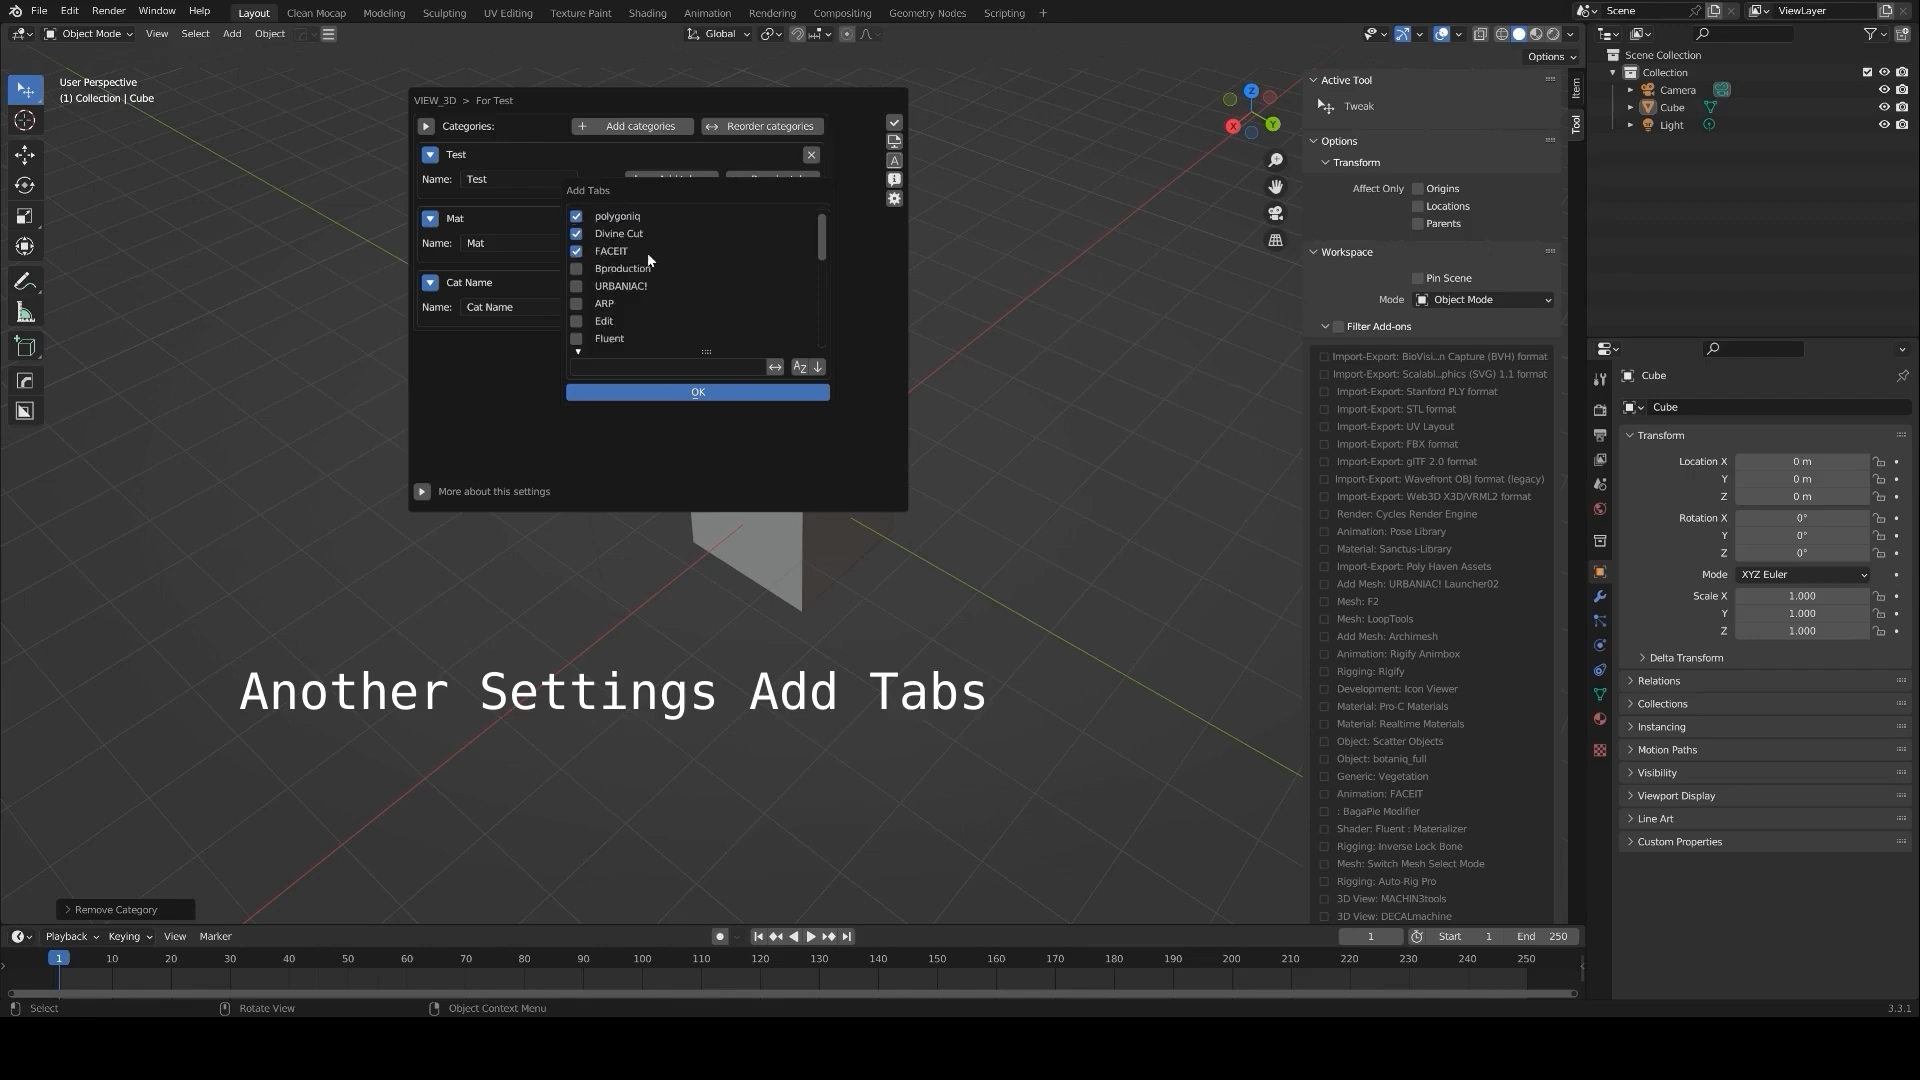 File Edit Render Window Help Layout Clean Mocap Modeling Sculpting UV Editing Texture Paint Shading Animation Rendering Compositing Geometry Nodes Scripting + Scene ViewLayer
Object Mode View Select Add Object Global
Options
User Perspective
(1) Collection | Cube
VIEW_3D > For Test
Categories: + Add categories Reorder categories
Test
Name: Test
Mat
Name: Mat
Cat Name
Name: Cat Name
Add Tabs
polygoniq
Divine Cut
FACEIT
Bproduction
URBANIAC!
ARP
Edit
Fluent
OK
More about this settings
Another Settings Add Tabs
Remove Category
Z
Y
X
Item
Tool
Active Tool
Tweak
Options
Transform
Affect Only Origins
Locations
Parents
Workspace
Pin Scene
Mode Object Mode
Filter Add-ons
Import-Export: BioVisi...n Capture (BVH) format
Import-Export: Scalabl...phics (SVG) 1.1 format
Import-Export: Stanford PLY format
Import-Export: STL format
Import-Export: UV Layout
Import-Export: FBX format
Import-Export: glTF 2.0 format
Import-Export: Wavefront OBJ format (legacy)
Import-Export: Web3D X3D/VRML2 format
Render: Cycles Render Engine
Animation: Pose Library
Material: Sanctus-Library
Import-Export: Poly Haven Assets
Add Mesh: URBANIAC! Launcher02
Mesh: F2
Mesh: LoopTools
Add Mesh: Archimesh
Animation: Rigify Animbox
Rigging: Rigify
Development: Icon Viewer
Material: Pro-C Materials
Material: Realtime Materials
Object: Scatter Objects
Object: botaniq_full
Generic: Vegetation
Animation: FACEIT
: BagaPie Modifier
Shader: Fluent : Materializer
Rigging: Inverse Lock Bone
Mesh: Switch Mesh Select Mode
Rigging: Auto-Rig Pro
3D View: MACHIN3tools
3D View: DECALmachine
Scene Collection
Collection
Camera
Cube
Light
Cube
Cube
Transform
Location X 0 m
Y 0 m
Z 0 m
Rotation X 0°
Y 0°
Z 0°
Mode XYZ Euler
Scale X 1.000
Y 1.000
Z 1.000
Delta Transform
Relations
Collections
Instancing
Motion Paths
Visibility
Viewport Display
Line Art
Custom Properties
Playback Keying View Marker 1 Start 1 End 250
1 10 20 30 40 50 60 70 80 90 100 110 120 130 140 150 160 170 180 190 200 210 220 230 240 250
Select Rotate View Object Context Menu 3.3.1